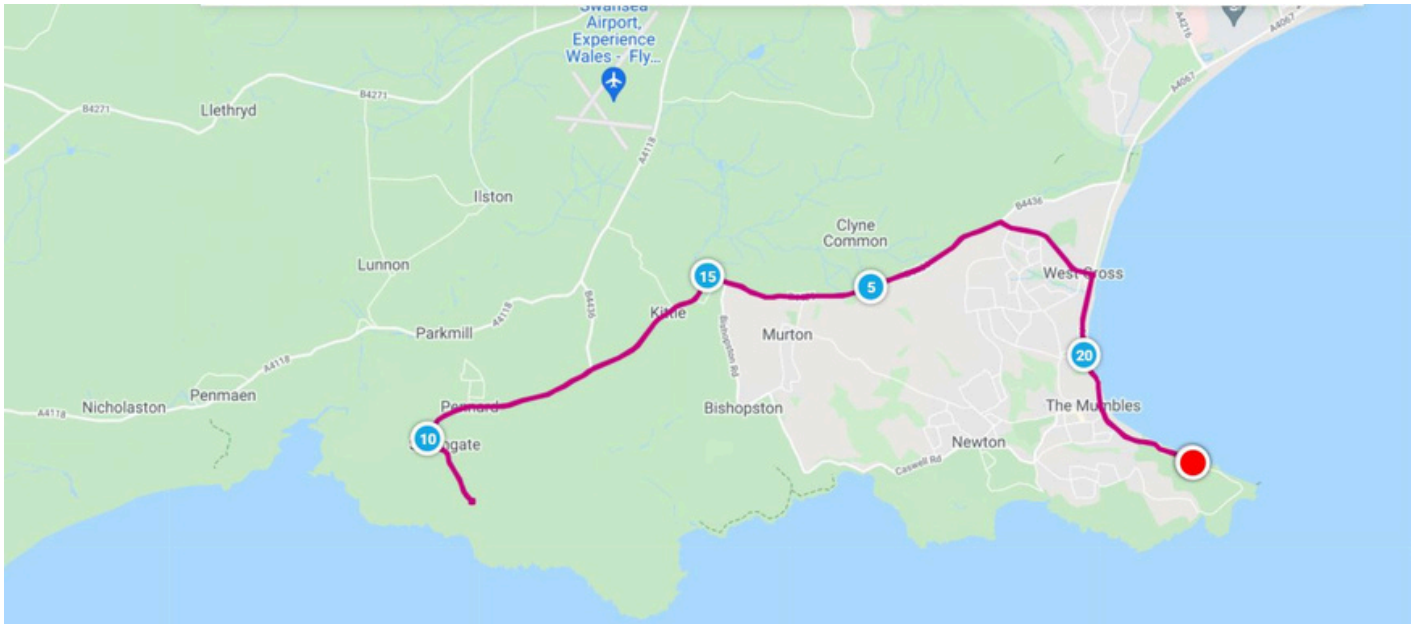 Swansea
Airport,
Experience
Wales - Fly...
A4216
A4067
A4067
B4271
B4271
Llethryd
A4118
Ilston
B4436
Clyne
Common
Lunnon
15
5
West Cross
A4118
B4436
Kittle
Parkmill
Murton
Bishopston Rd
20
A4118
Penmaen
Nicholaston
A4118
Pennard
Bishopston
The Mumbles
10
Newton
Caswell Rd